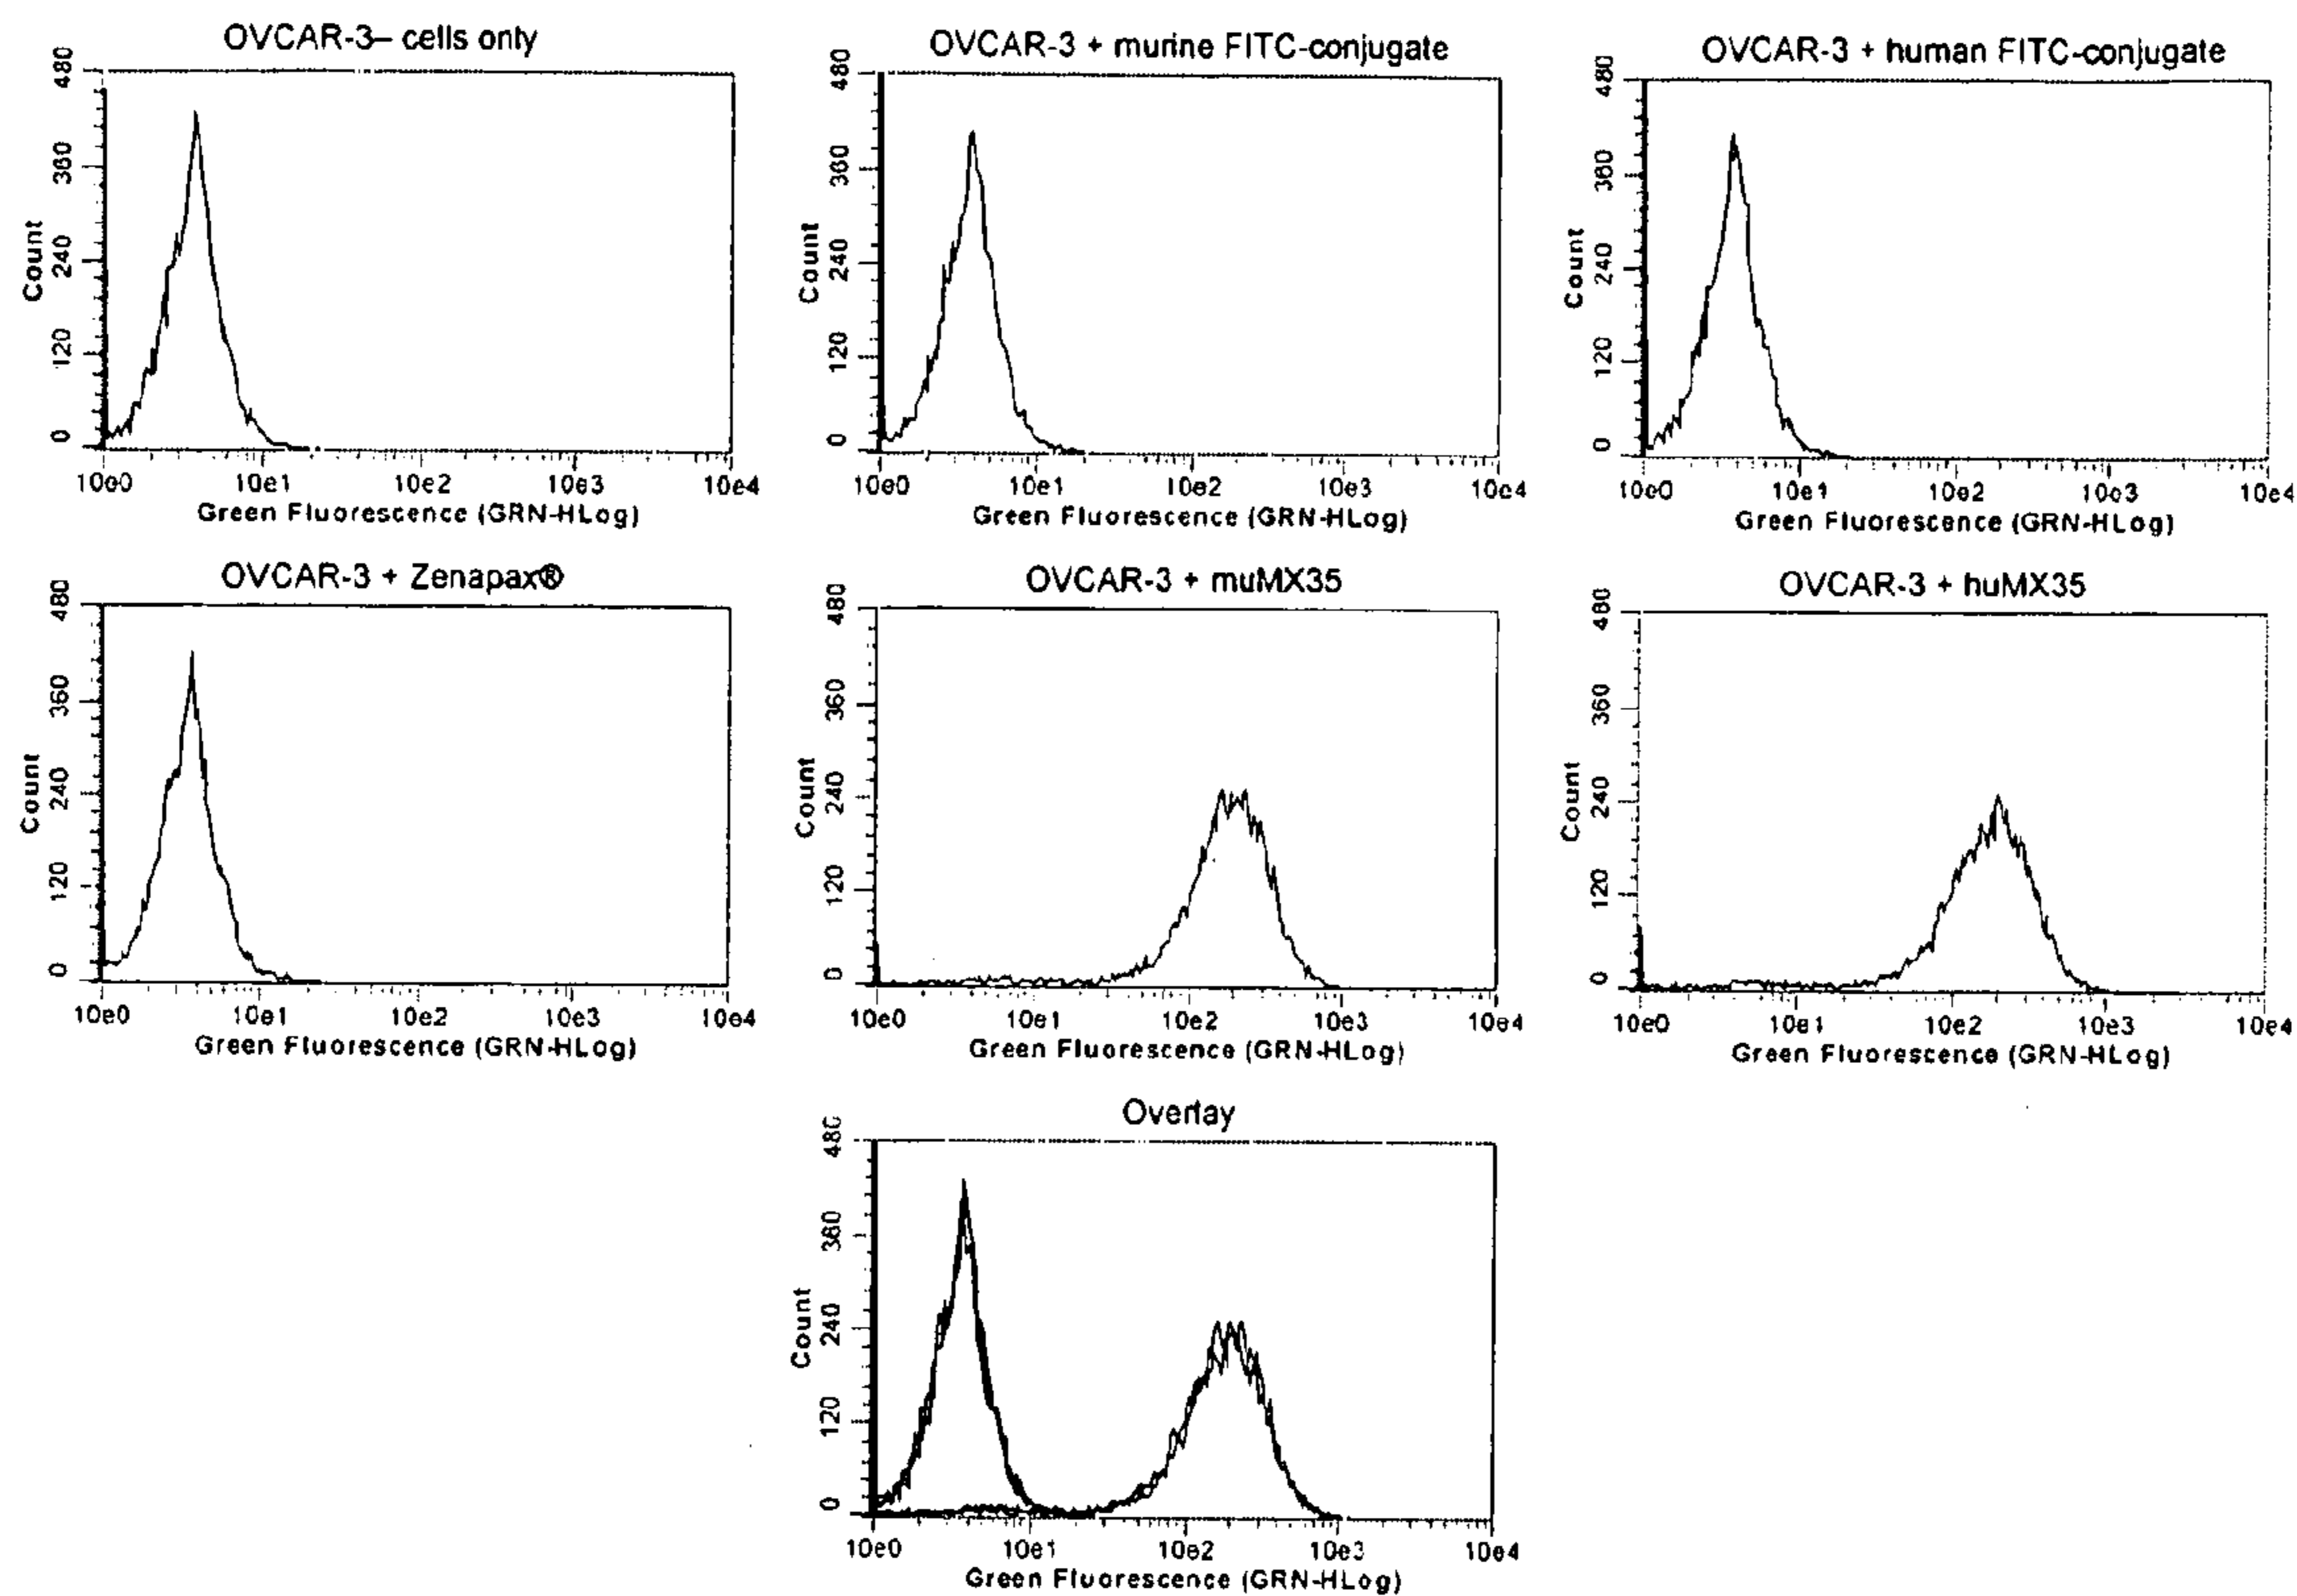 OVCAR-3– cells only
480
360
240
120
0
Count
10e0 10e1 10e2 10e3 10e4
Green Fluorescence (GRN-HLog)
OVCAR-3 + murine FITC-conjugate
480
360
240
120
0
Count
10e0 10e1 10e2 10e3 10e4
Green Fluorescence (GRN-HLog)
OVCAR-3 + human FITC-conjugate
480
360
240
120
0
Count
10e0 10e1 10e2 10e3 10e4
Green Fluorescence (GRN-HLog)
OVCAR-3 + Zenapax®
480
360
240
120
0
Count
10e0 10e1 10e2 10e3 10e4
Green Fluorescence (GRN-HLog)
OVCAR-3 + muMX35
480
360
240
120
0
Count
10e0 10e1 10e2 10e3 10e4
Green Fluorescence (GRN-HLog)
OVCAR-3 + huMX35
480
360
240
120
0
Count
10e0 10e1 10e2 10e3 10e4
Green Fluorescence (GRN-HLog)
Overlay
480
360
240
120
0
Count
10e0 10e1 10e2 10e3 10e4
Green Fluorescence (GRN-HLog)